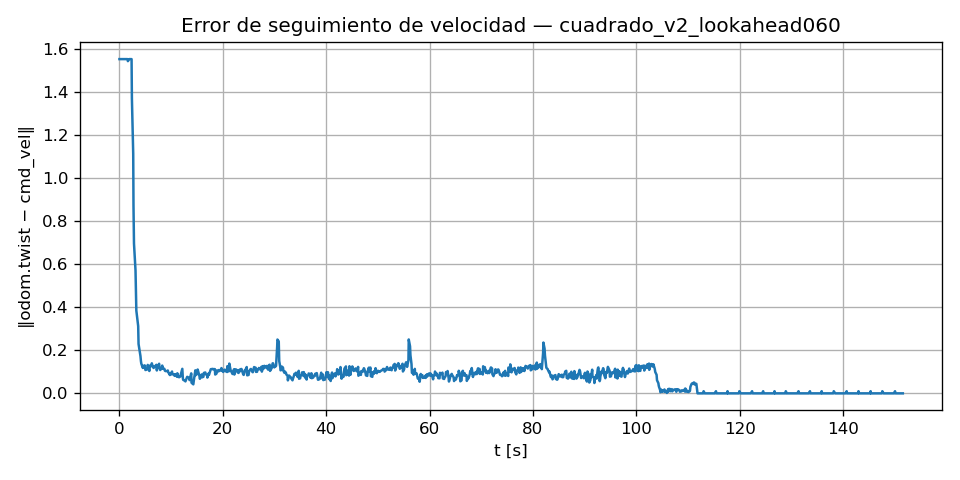 Error de seguimiento de velocidad — cuadrado_v2_lookahead060
‖odom.twist − cmd_vel‖
1.6
1.4
1.2
1.0
0.8
0.6
0.4
0.2
0.0
0 20 40 60 80 100 120 140
t [s]